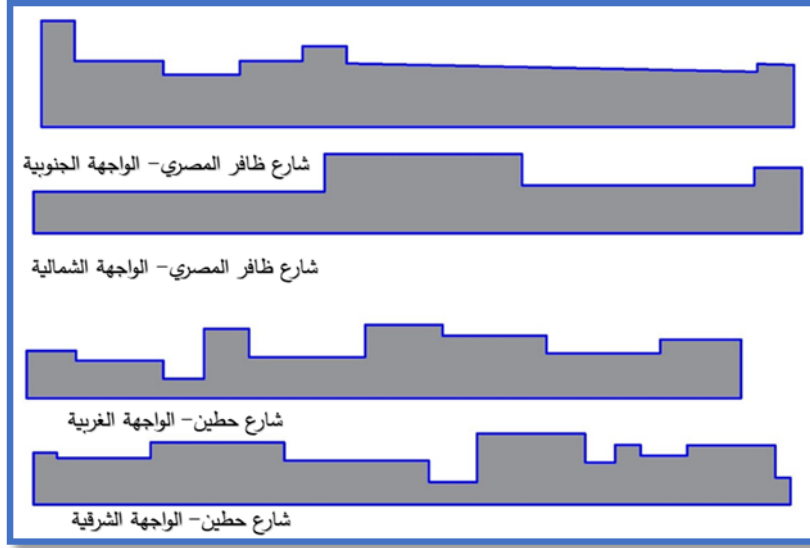 شارع ظافر المصري- الواجهة الجنوبية
شارع ظافر المصري- الواجهة الشمالية
شارع حطين- الواجهة الغربية
شارع حطين- الواجهة الشرقية